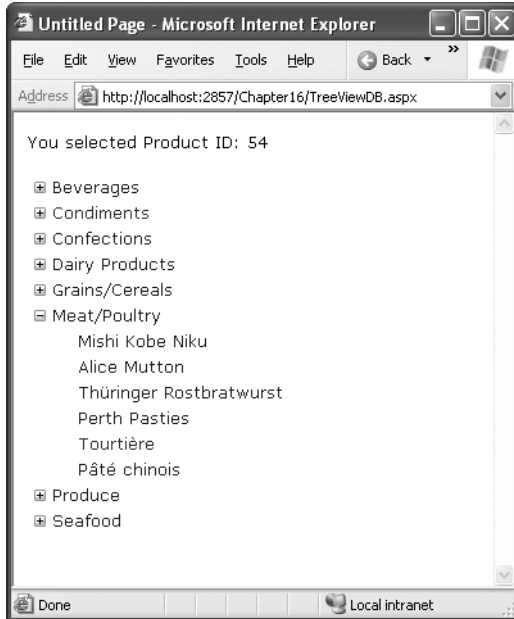 Untitled Page - Microsoft Internet Explorer
File Edit View Favorites Tools Help Back »
Address http://localhost:2857/Chapter16/TreeViewDB.aspx
You selected Product ID: 54
Beverages
Condiments
Confections
Dairy Products
Grains/Cereals
Meat/Poultry
Mishi Kobe Niku
Alice Mutton
Thüringer Rostbratwurst
Perth Pasties
Tourtière
Pâté chinois
Produce
Seafood
Done Local intranet